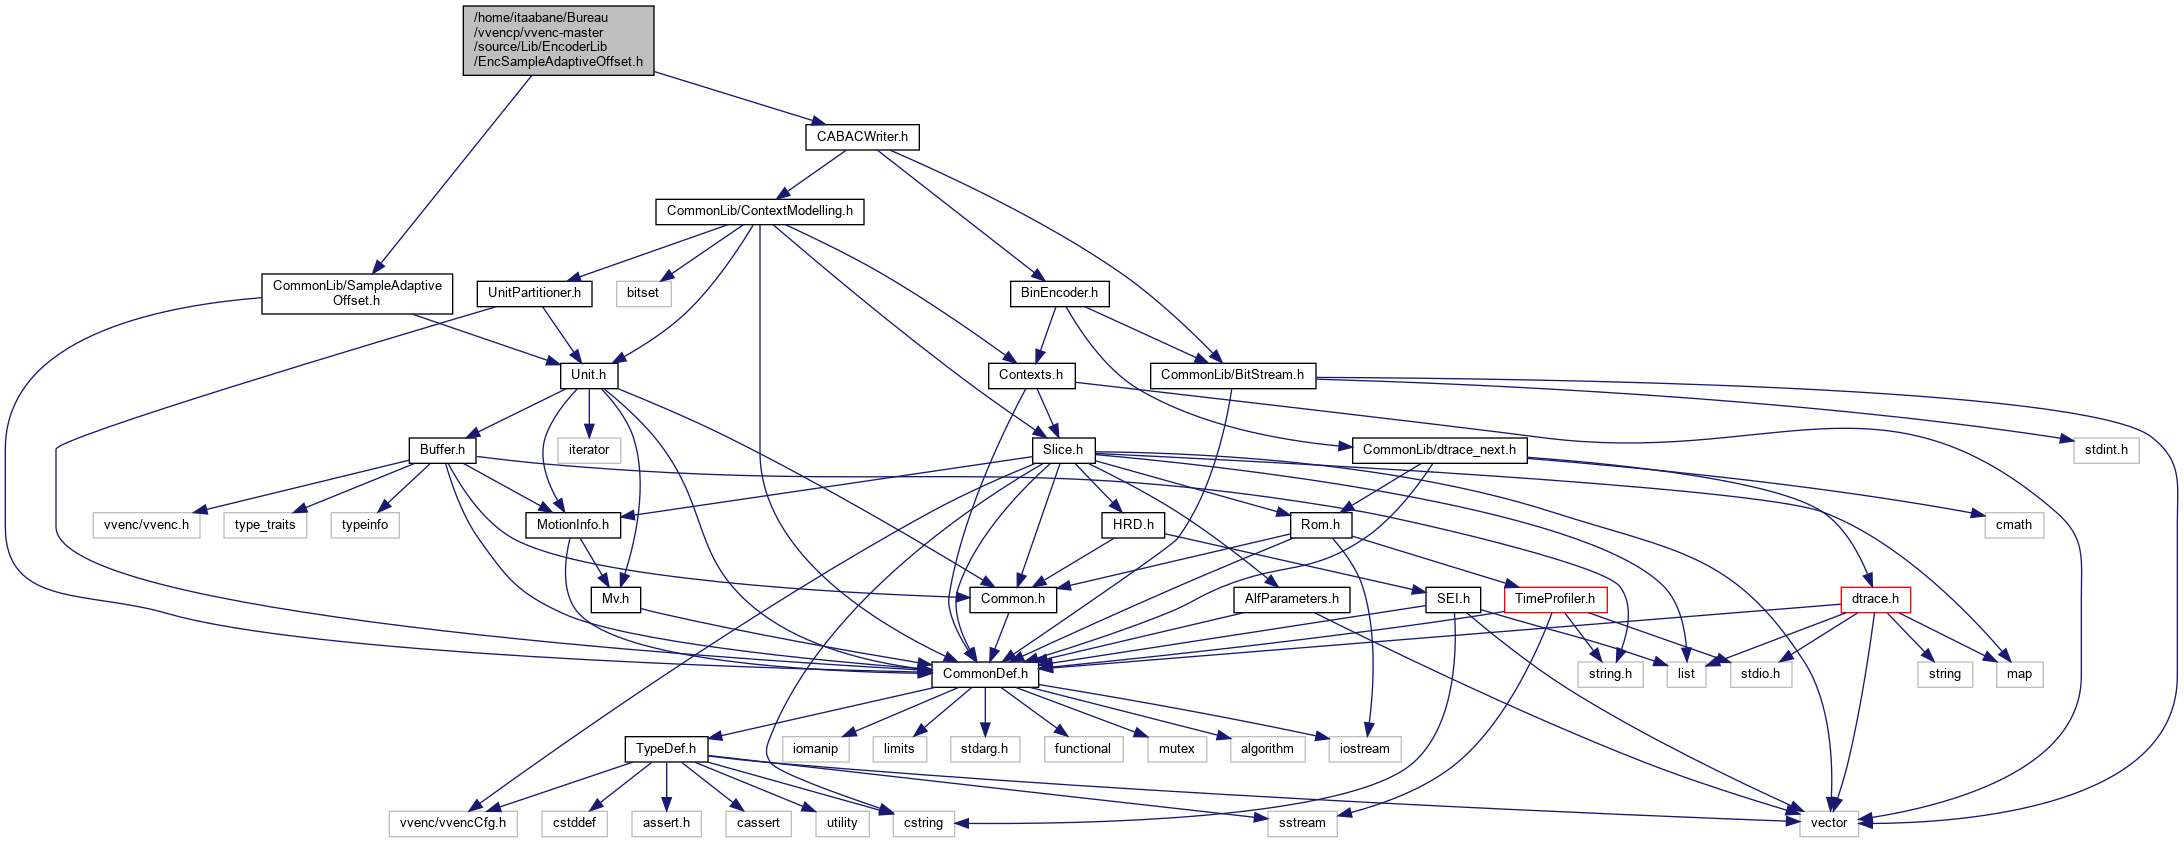 /home/itaabane/Bureau
/vvencp/vvenc-master
/source/Lib/EncoderLib
/EncSampleAdaptiveOffset.h
CABACWriter.h
CommonLib/ContextModelling.h
CommonLib/SampleAdaptive
Offset.h
UnitPartitioner.h
bitset
BinEncoder.h
Unit.h
Contexts.h
CommonLib/BitStream.h
Buffer.h
iterator
Slice.h
CommonLib/dtrace_next.h
stdint.h
vvenc/vvenc.h
type_traits
typeinfo
MotionInfo.h
HRD.h
Rom.h
cmath
Mv.h
Common.h
AlfParameters.h
SEI.h
TimeProfiler.h
dtrace.h
CommonDef.h
string.h
list
stdio.h
string
map
TypeDef.h
iomanip
limits
stdarg.h
functional
mutex
algorithm
iostream
vvenc/vvencCfg.h
cstddef
assert.h
cassert
utility
cstring
sstream
vector